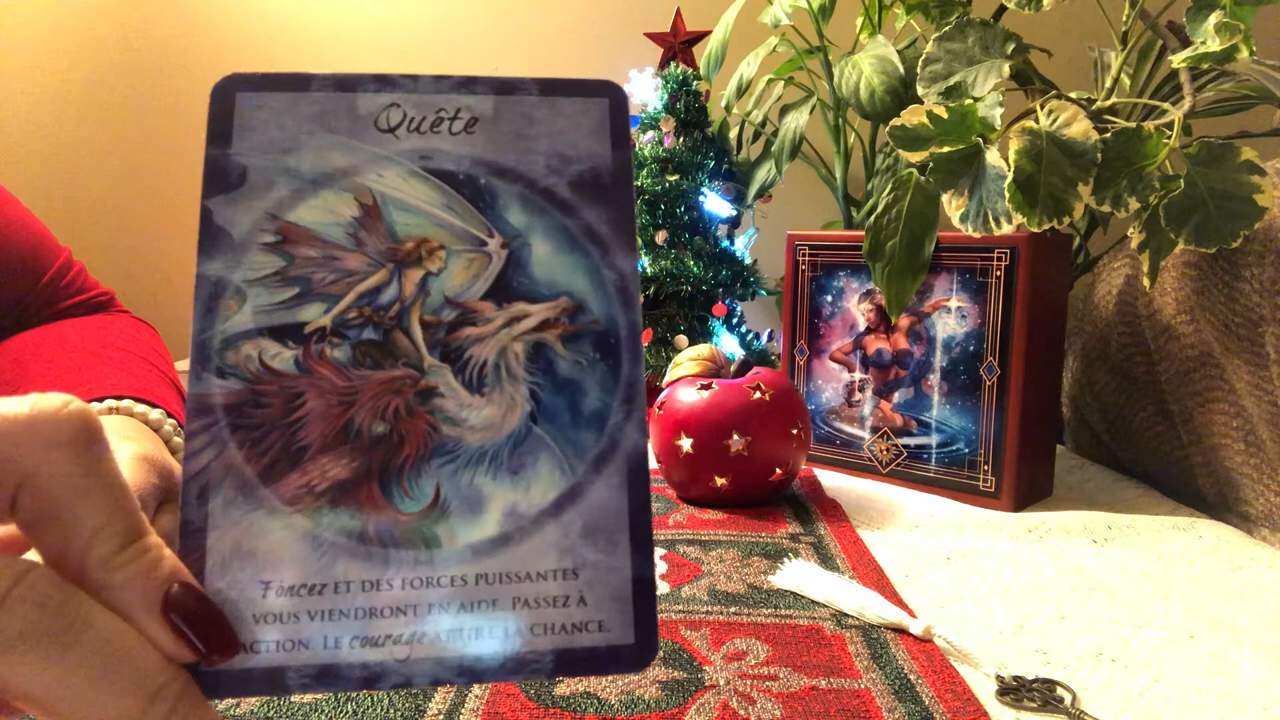 Quête
Foncez ET DES FORCES PUISSANTES
VOUS VIENDRONT EN AIDE. PASSEZ À
ACTION. LE courage ATTIRE LA CHANCE.